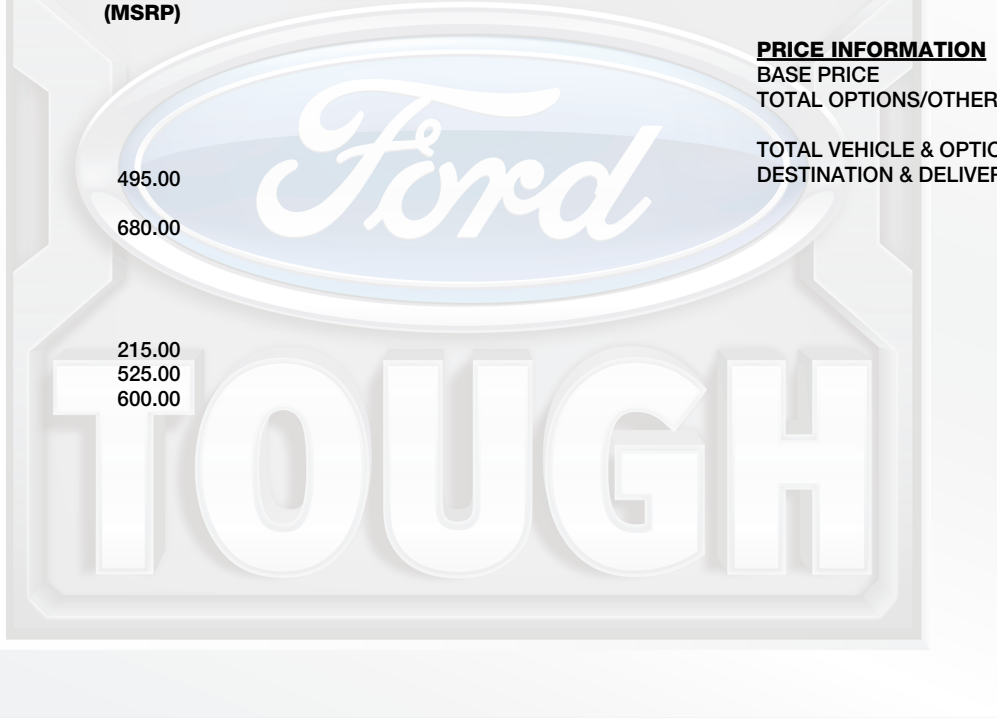 (MSRP)
495.00
680.00
215.00
525.00
600.00
PRICE INFORMATION
BASE PRICE
TOTAL OPTIONS/OTHER
TOTAL VEHICLE & OPTIO
DESTINATION & DELIVER
Ford
TOUGH